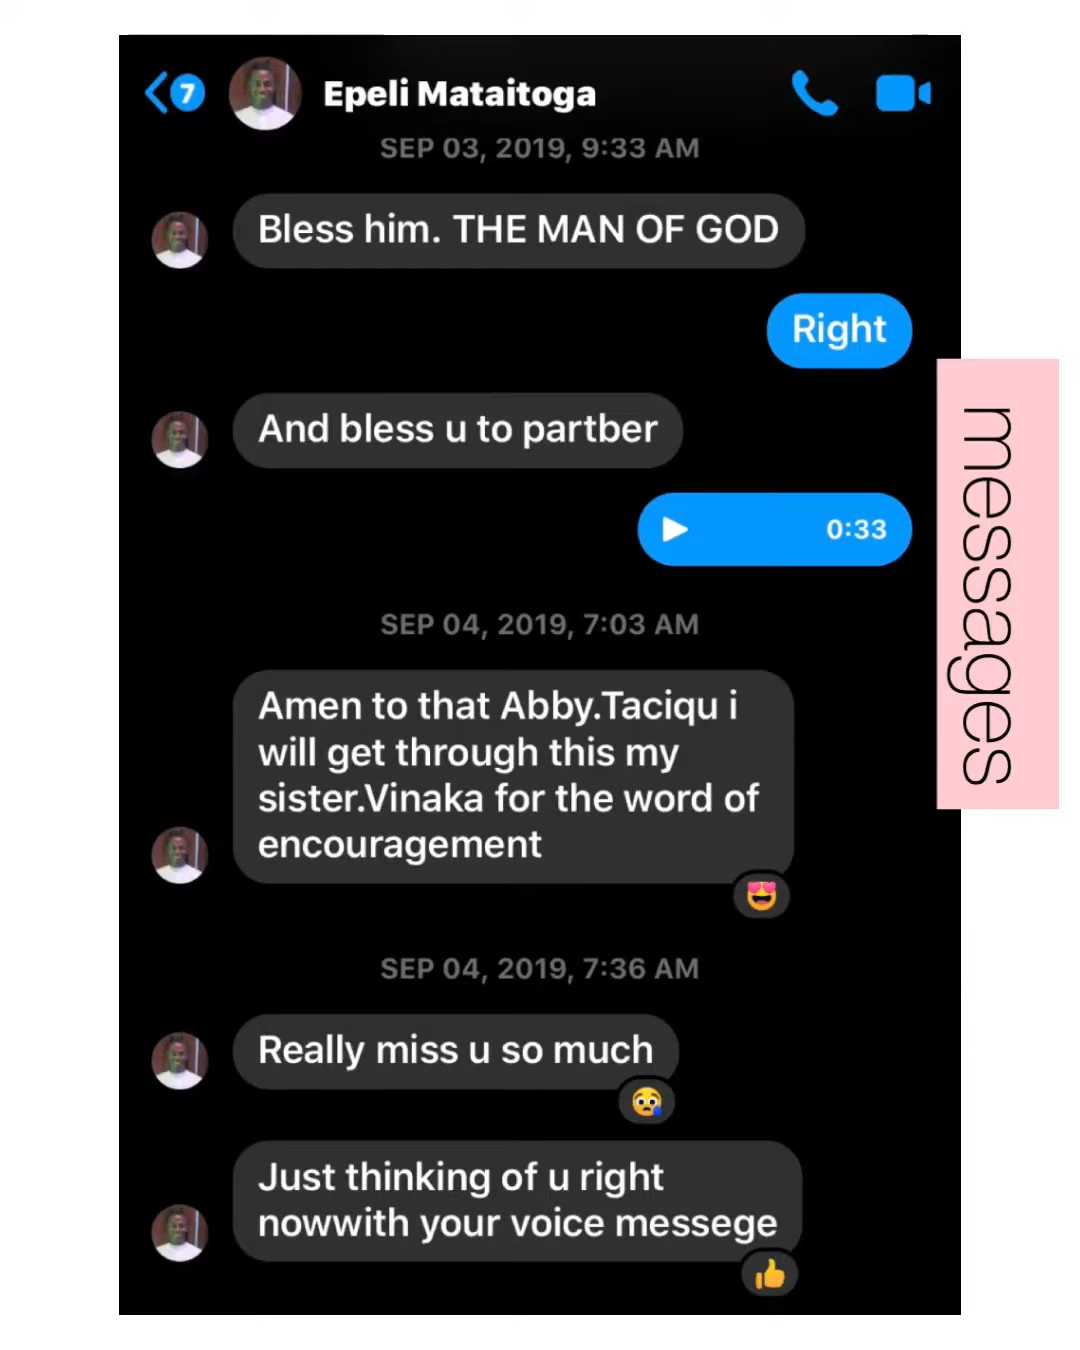 7
Epeli Mataitoga
SEP 03, 2019, 9:33 AM
Bless him. THE MAN OF GOD
Right
And bless u to partber
0:33
SEP 04, 2019, 7:03 AM
Amen to that Abby.Taciqu i
will get through this my
sister.Vinaka for the word of
encouragement
SEP 04, 2019, 7:36 AM
Really miss u so much
Just thinking of u right
nowwith your voice messege
messages